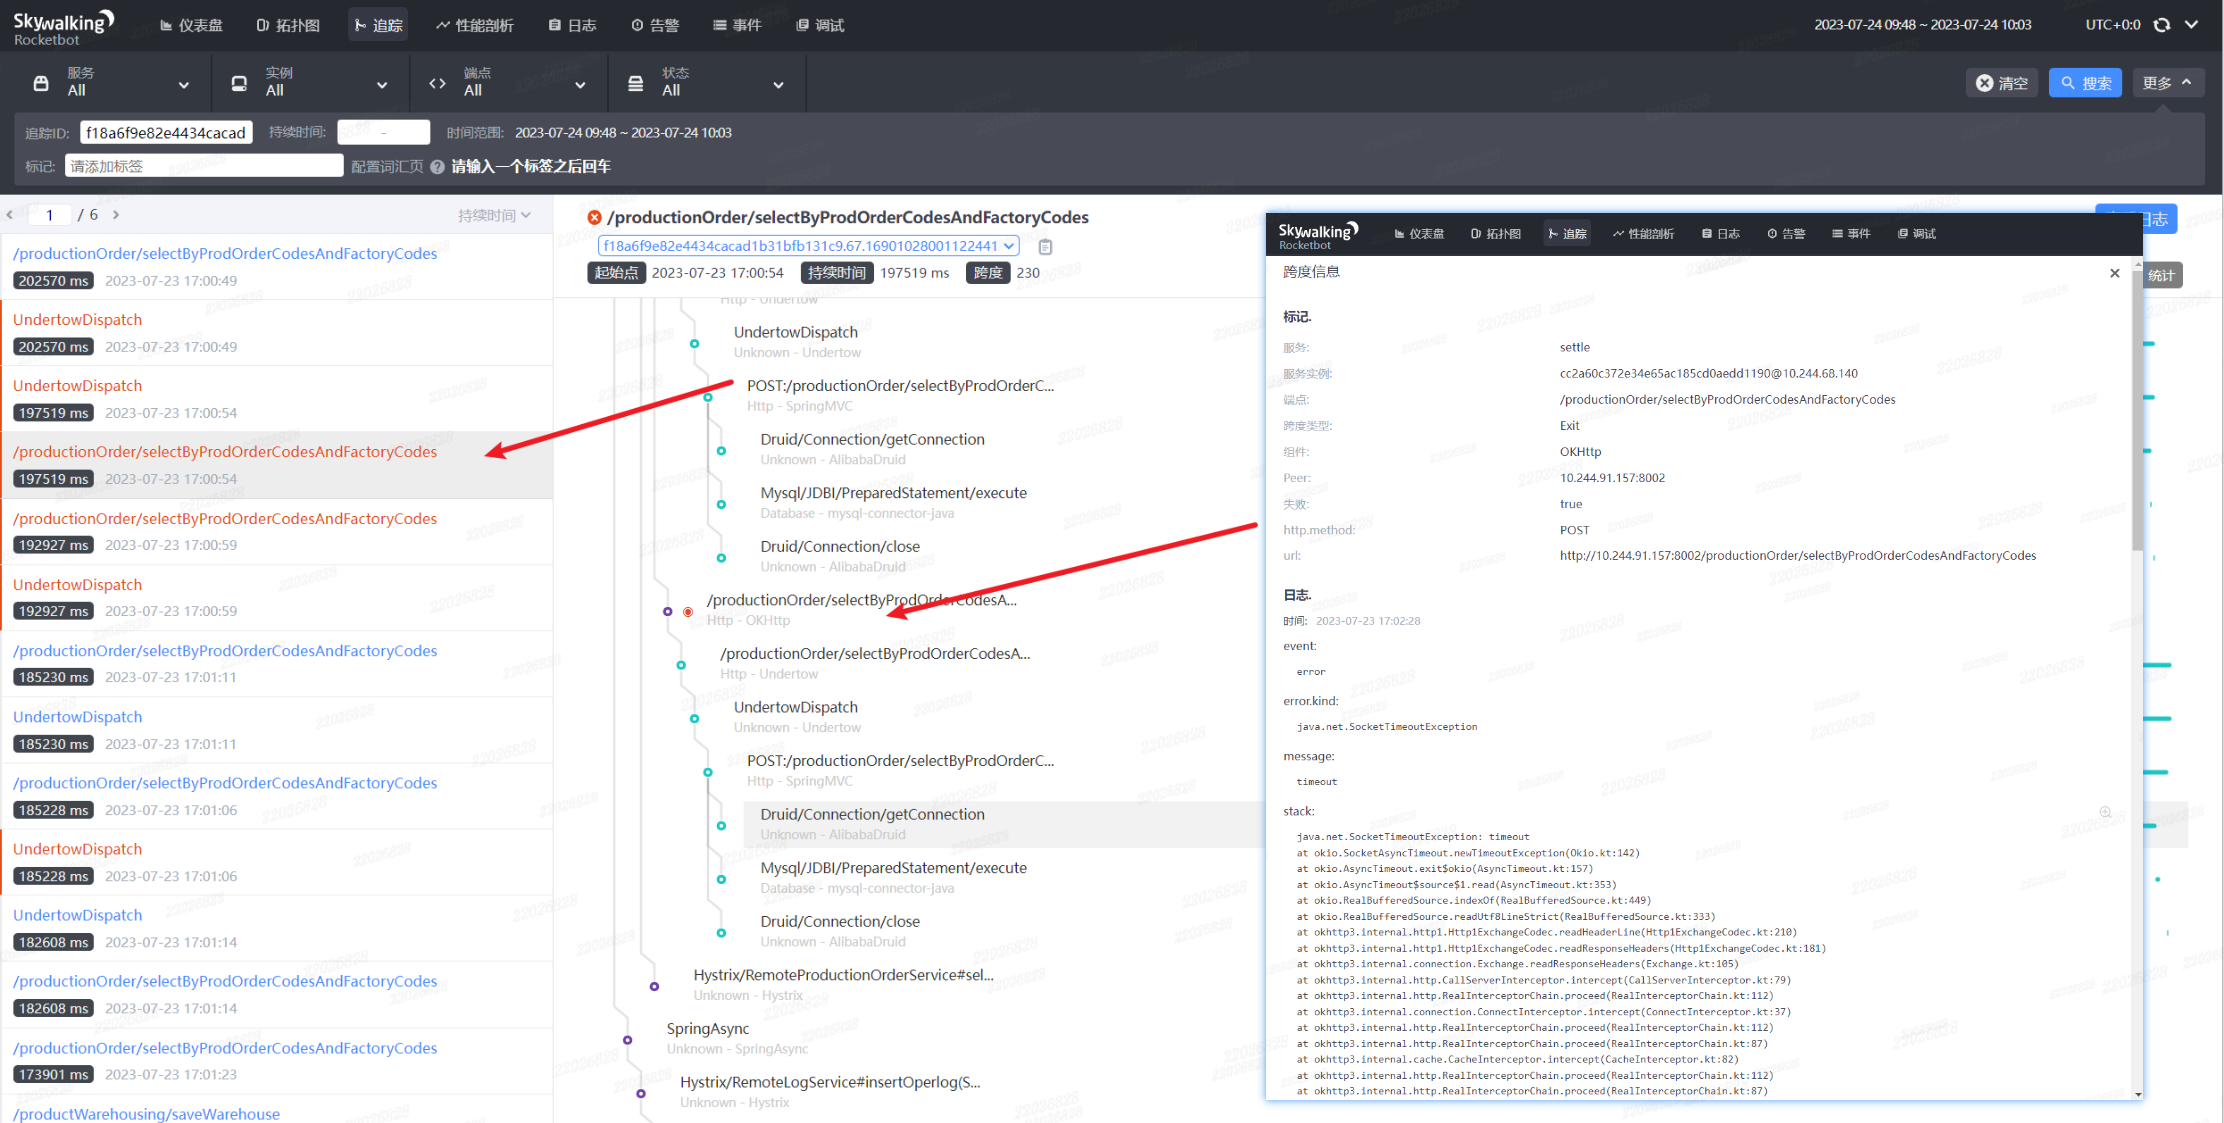 Skywalking
Rocketbot
仪表盘
拓扑图
追踪
性能剖析
日志
告警
事件
调试
2023-07-24 09:48 ~ 2023-07-24 10:03
UTC+0:0
服务
All
实例
All
端点
All
状态
All
清空
搜索
更多
追踪ID:
f18a6f9e82e4434cacad
持续时间:
-
时间范围:
2023-07-24 09:48 ~ 2023-07-24 10:03
标记:
请添加标签
配置词汇页
请输入一个标签之后回车
1 / 6
持续时间
/productionOrder/selectByProdOrderCodesAndFactoryCodes
202570 ms 2023-07-23 17:00:49
UndertowDispatch
202570 ms 2023-07-23 17:00:49
UndertowDispatch
197519 ms 2023-07-23 17:00:54
/productionOrder/selectByProdOrderCodesAndFactoryCodes
197519 ms 2023-07-23 17:00:54
/productionOrder/selectByProdOrderCodesAndFactoryCodes
192927 ms 2023-07-23 17:00:59
UndertowDispatch
192927 ms 2023-07-23 17:00:59
/productionOrder/selectByProdOrderCodesAndFactoryCodes
185230 ms 2023-07-23 17:01:11
UndertowDispatch
185230 ms 2023-07-23 17:01:11
/productionOrder/selectByProdOrderCodesAndFactoryCodes
185228 ms 2023-07-23 17:01:06
UndertowDispatch
185228 ms 2023-07-23 17:01:06
UndertowDispatch
182608 ms 2023-07-23 17:01:14
/productionOrder/selectByProdOrderCodesAndFactoryCodes
182608 ms 2023-07-23 17:01:14
/productionOrder/selectByProdOrderCodesAndFactoryCodes
173901 ms 2023-07-23 17:01:23
/productWarehousing/saveWarehouse
/productionOrder/selectByProdOrderCodesAndFactoryCodes
f18a6f9e82e4434cacad1b31bfb131c9.67.16901028001122441
起始点 2023-07-23 17:00:54 持续时间 197519 ms 跨度 230
日志
统计
Http - Undertow
UndertowDispatch
Unknown - Undertow
POST:/productionOrder/selectByProdOrderC...
Http - SpringMVC
Druid/Connection/getConnection
Unknown - AlibabaDruid
Mysql/JDBI/PreparedStatement/execute
Database - mysql-connector-java
Druid/Connection/close
Unknown - AlibabaDruid
/productionOrder/selectByProdOrderCodesA...
Http - OKHttp
/productionOrder/selectByProdOrderCodesA...
Http - Undertow
UndertowDispatch
Unknown - Undertow
POST:/productionOrder/selectByProdOrderC...
Http - SpringMVC
Druid/Connection/getConnection
Unknown - AlibabaDruid
Mysql/JDBI/PreparedStatement/execute
Database - mysql-connector-java
Druid/Connection/close
Unknown - AlibabaDruid
Hystrix/RemoteProductionOrderService#sel...
Unknown - Hystrix
SpringAsync
Unknown - SpringAsync
Hystrix/RemoteLogService#insertOperlog(S...
Unknown - Hystrix
Skywalking
Rocketbot
仪表盘
拓扑图
追踪
性能剖析
日志
告警
事件
调试
跨度信息
标记.
服务: settle
服务实例: cc2a60c372e34e65ac185cd0aedd1190@10.244.68.140
端点: /productionOrder/selectByProdOrderCodesAndFactoryCodes
跨度类型: Exit
组件: OKHttp
Peer: 10.244.91.157:8002
失败: true
http.method: POST
url: http://10.244.91.157:8002/productionOrder/selectByProdOrderCodesAndFactoryCodes
日志.
时间: 2023-07-23 17:02:28
event:
error
error.kind:
java.net.SocketTimeoutException
message:
timeout
stack:
java.net.SocketTimeoutException: timeout
at okio.SocketAsyncTimeout.newTimeoutException(Okio.kt:142)
at okio.AsyncTimeout.exit$okio(AsyncTimeout.kt:157)
at okio.AsyncTimeout$source$1.read(AsyncTimeout.kt:353)
at okio.RealBufferedSource.indexOf(RealBufferedSource.kt:449)
at okio.RealBufferedSource.readUtf8LineStrict(RealBufferedSource.kt:333)
at okhttp3.internal.http1.Http1ExchangeCodec.readHeaderLine(Http1ExchangeCodec.kt:210)
at okhttp3.internal.http1.Http1ExchangeCodec.readResponseHeaders(Http1ExchangeCodec.kt:181)
at okhttp3.internal.connection.Exchange.readResponseHeaders(Exchange.kt:105)
at okhttp3.internal.http.CallServerInterceptor.intercept(CallServerInterceptor.kt:79)
at okhttp3.internal.http.RealInterceptorChain.proceed(RealInterceptorChain.kt:112)
at okhttp3.internal.connection.ConnectInterceptor.intercept(ConnectInterceptor.kt:37)
at okhttp3.internal.http.RealInterceptorChain.proceed(RealInterceptorChain.kt:112)
at okhttp3.internal.http.RealInterceptorChain.proceed(RealInterceptorChain.kt:87)
at okhttp3.internal.cache.CacheInterceptor.intercept(CacheInterceptor.kt:82)
at okhttp3.internal.http.RealInterceptorChain.proceed(RealInterceptorChain.kt:112)
at okhttp3.internal.http.RealInterceptorChain.proceed(RealInterceptorChain.kt:87)